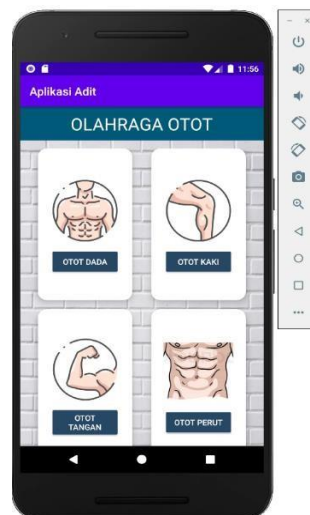 11:56
Aplikasi Adit
OLAHRAGA OTOT
OTOT DADA
OTOT KAKI
OTOT
TANGAN
OTOT PERUT